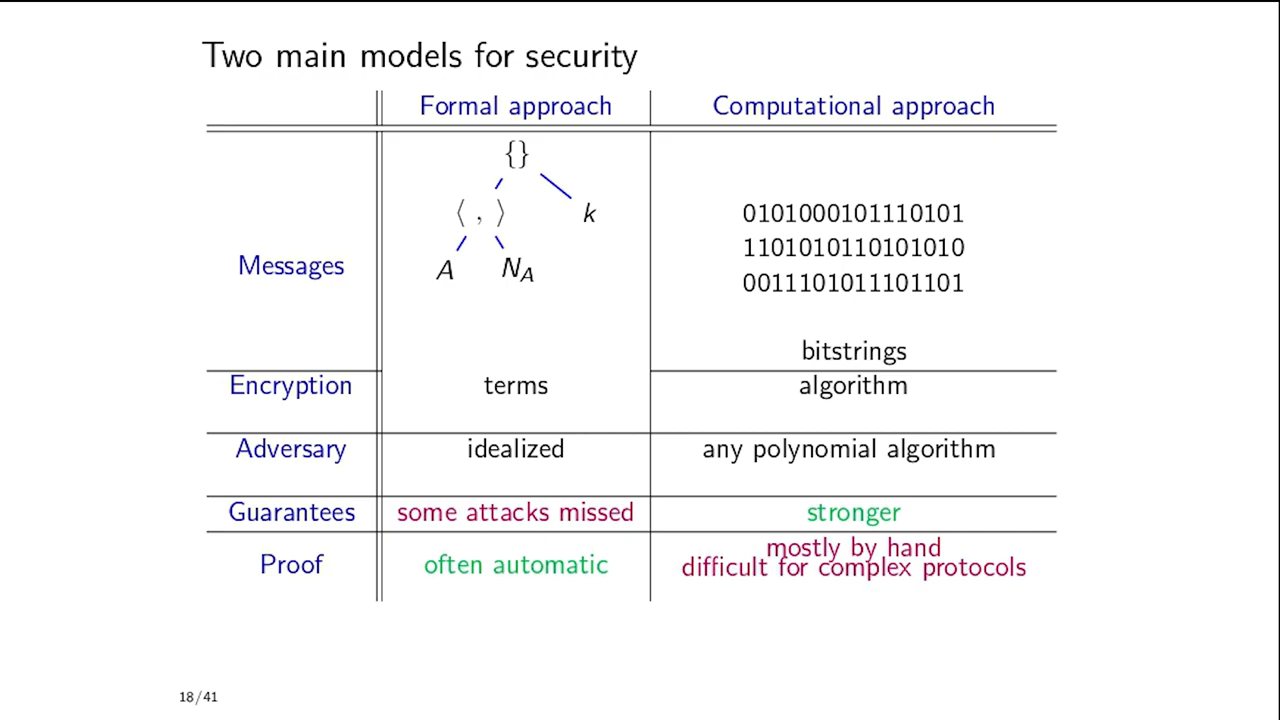 Two main models for security
Formal approach Computational approach
{}
⟨ , ⟩ k
A N_A
Messages
0101000101110101
1101010110101010
0011101011101101
bitstrings
Encryption terms algorithm
Adversary idealized any polynomial algorithm
Guarantees some attacks missed stronger
Proof often automatic mostly by hand
difficult for complex protocols
18/41